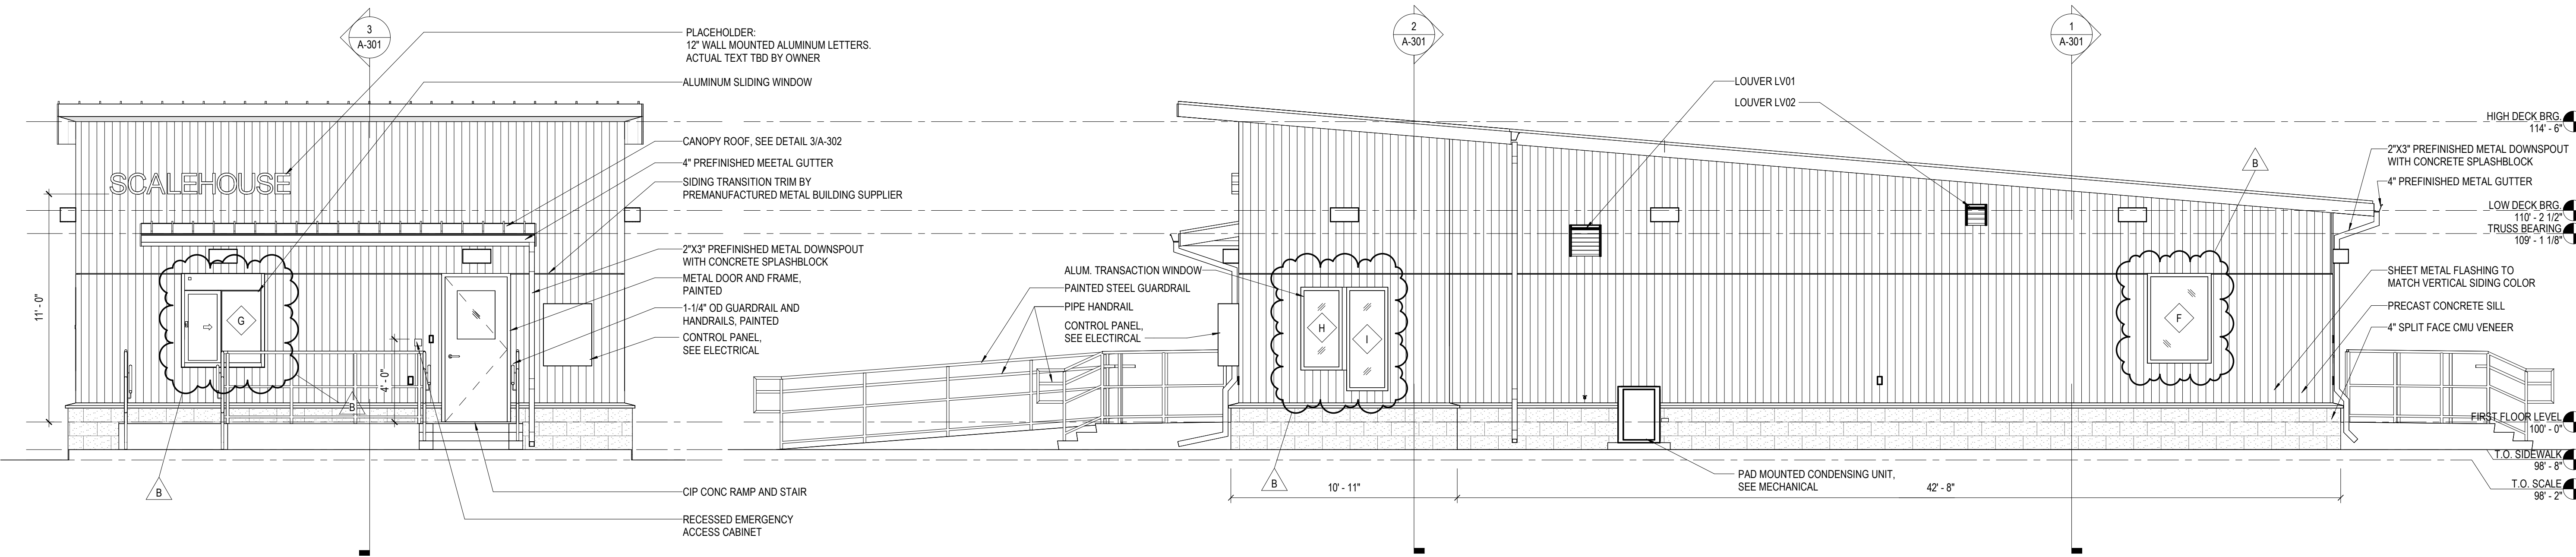 3
A-301
PLACEHOLDER:
12" WALL MOUNTED ALUMINUM LETTERS.
ACTUAL TEXT TBD BY OWNER
ALUMINUM SLIDING WINDOW
CANOPY ROOF, SEE DETAIL 3/A-302
4" PREFINISHED MEETAL GUTTER
SIDING TRANSITION TRIM BY
PREMANUFACTURED METAL BUILDING SUPPLIER
2"X3" PREFINISHED METAL DOWNSPOUT
WITH CONCRETE SPLASHBLOCK
METAL DOOR AND FRAME,
PAINTED
1-1/4" OD GUARDRAIL AND
HANDRAILS, PAINTED
CONTROL PANEL,
SEE ELECTRICAL
CIP CONC RAMP AND STAIR
RECESSED EMERGENCY
ACCESS CABINET
SCALEHOUSE
11' - 0"
4' - 0"
G
B
B
2
A-301
1
A-301
LOUVER LV01
LOUVER LV02
ALUM. TRANSACTION WINDOW
PAINTED STEEL GUARDRAIL
PIPE HANDRAIL
CONTROL PANEL,
SEE ELECTIRCAL
H
I
F
B
B
PAD MOUNTED CONDENSING UNIT,
SEE MECHANICAL
10' - 11"
42' - 8"
HIGH DECK BRG.
114' - 6"
2"X3" PREFINISHED METAL DOWNSPOUT
WITH CONCRETE SPLASHBLOCK
4" PREFINISHED METAL GUTTER
LOW DECK BRG.
110' - 2 1/2"
TRUSS BEARING
109' - 1 1/8"
SHEET METAL FLASHING TO
MATCH VERTICAL SIDING COLOR
PRECAST CONCRETE SILL
4" SPLIT FACE CMU VENEER
FIRST FLOOR LEVEL
100' - 0"
T.O. SIDEWALK
98' - 8"
T.O. SCALE
98' - 2"